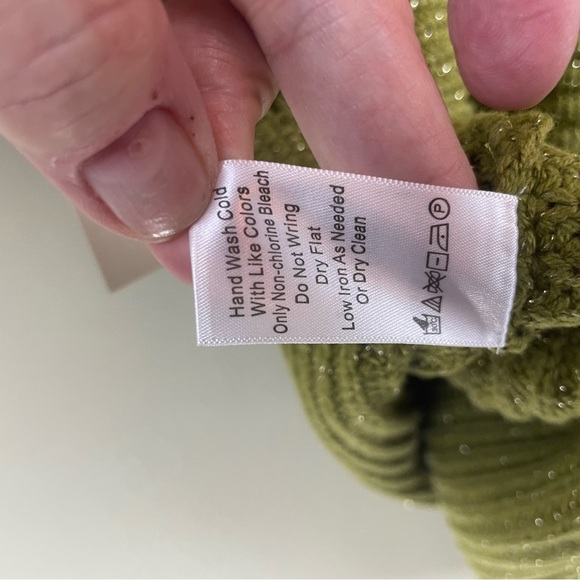 Hand Wash Cold
With Like Colors
Only Non-chlorine Bleach
Do Not Wring
Dry Flat
Low Iron As Needed
Or Dry Clean
P